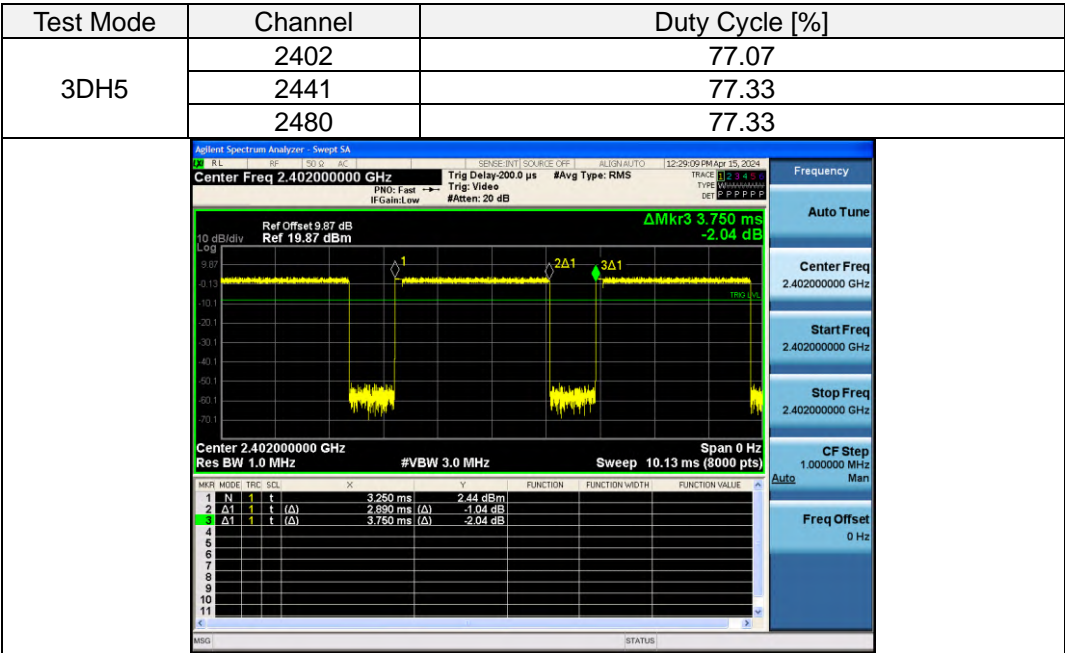 Test Mode Channel Duty Cycle [%]
3DH5
2402 77.07
2441 77.33
2480 77.33
Agilent Spectrum Analyzer - Swept SA
LXI RL RF 50 Ω AC SENSE:INT SOURCE OFF ALIGN AUTO 12:29:09 PM Apr 15, 2024
Center Freq 2.402000000 GHz
PNO: Fast
IFGain:Low
Trig Delay-200.0 µs
Trig: Video
#Atten: 20 dB
#Avg Type: RMS
TRACE 1 2 3 4 5 6
TYPE
DET P P P P P P
Frequency
ΔMkr3 3.750 ms
-2.04 dB
Ref Offset 9.87 dB
10 dB/div Ref 19.87 dBm
Log
9.87
-0.13
-10.1
-20.1
-30.1
-40.1
-50.1
-60.1
-70.1
1
2Δ1
3Δ1
TRIG LVL
Center 2.402000000 GHz Span 0 Hz
Res BW 1.0 MHz #VBW 3.0 MHz Sweep 10.13 ms (8000 pts)
MKR MODE TRC SCL X Y FUNCTION FUNCTION WIDTH FUNCTION VALUE
1 N 1 t 3.250 ms 2.44 dBm
2 Δ1 1 t (Δ) 2.890 ms (Δ) -1.04 dB
3 Δ1 1 t (Δ) 3.750 ms (Δ) -2.04 dB
4
5
6
7
8
9
10
11
MSG STATUS
Auto Tune
Center Freq
2.402000000 GHz
Start Freq
2.402000000 GHz
Stop Freq
2.402000000 GHz
CF Step
1.000000 MHz
Auto Man
Freq Offset
0 Hz